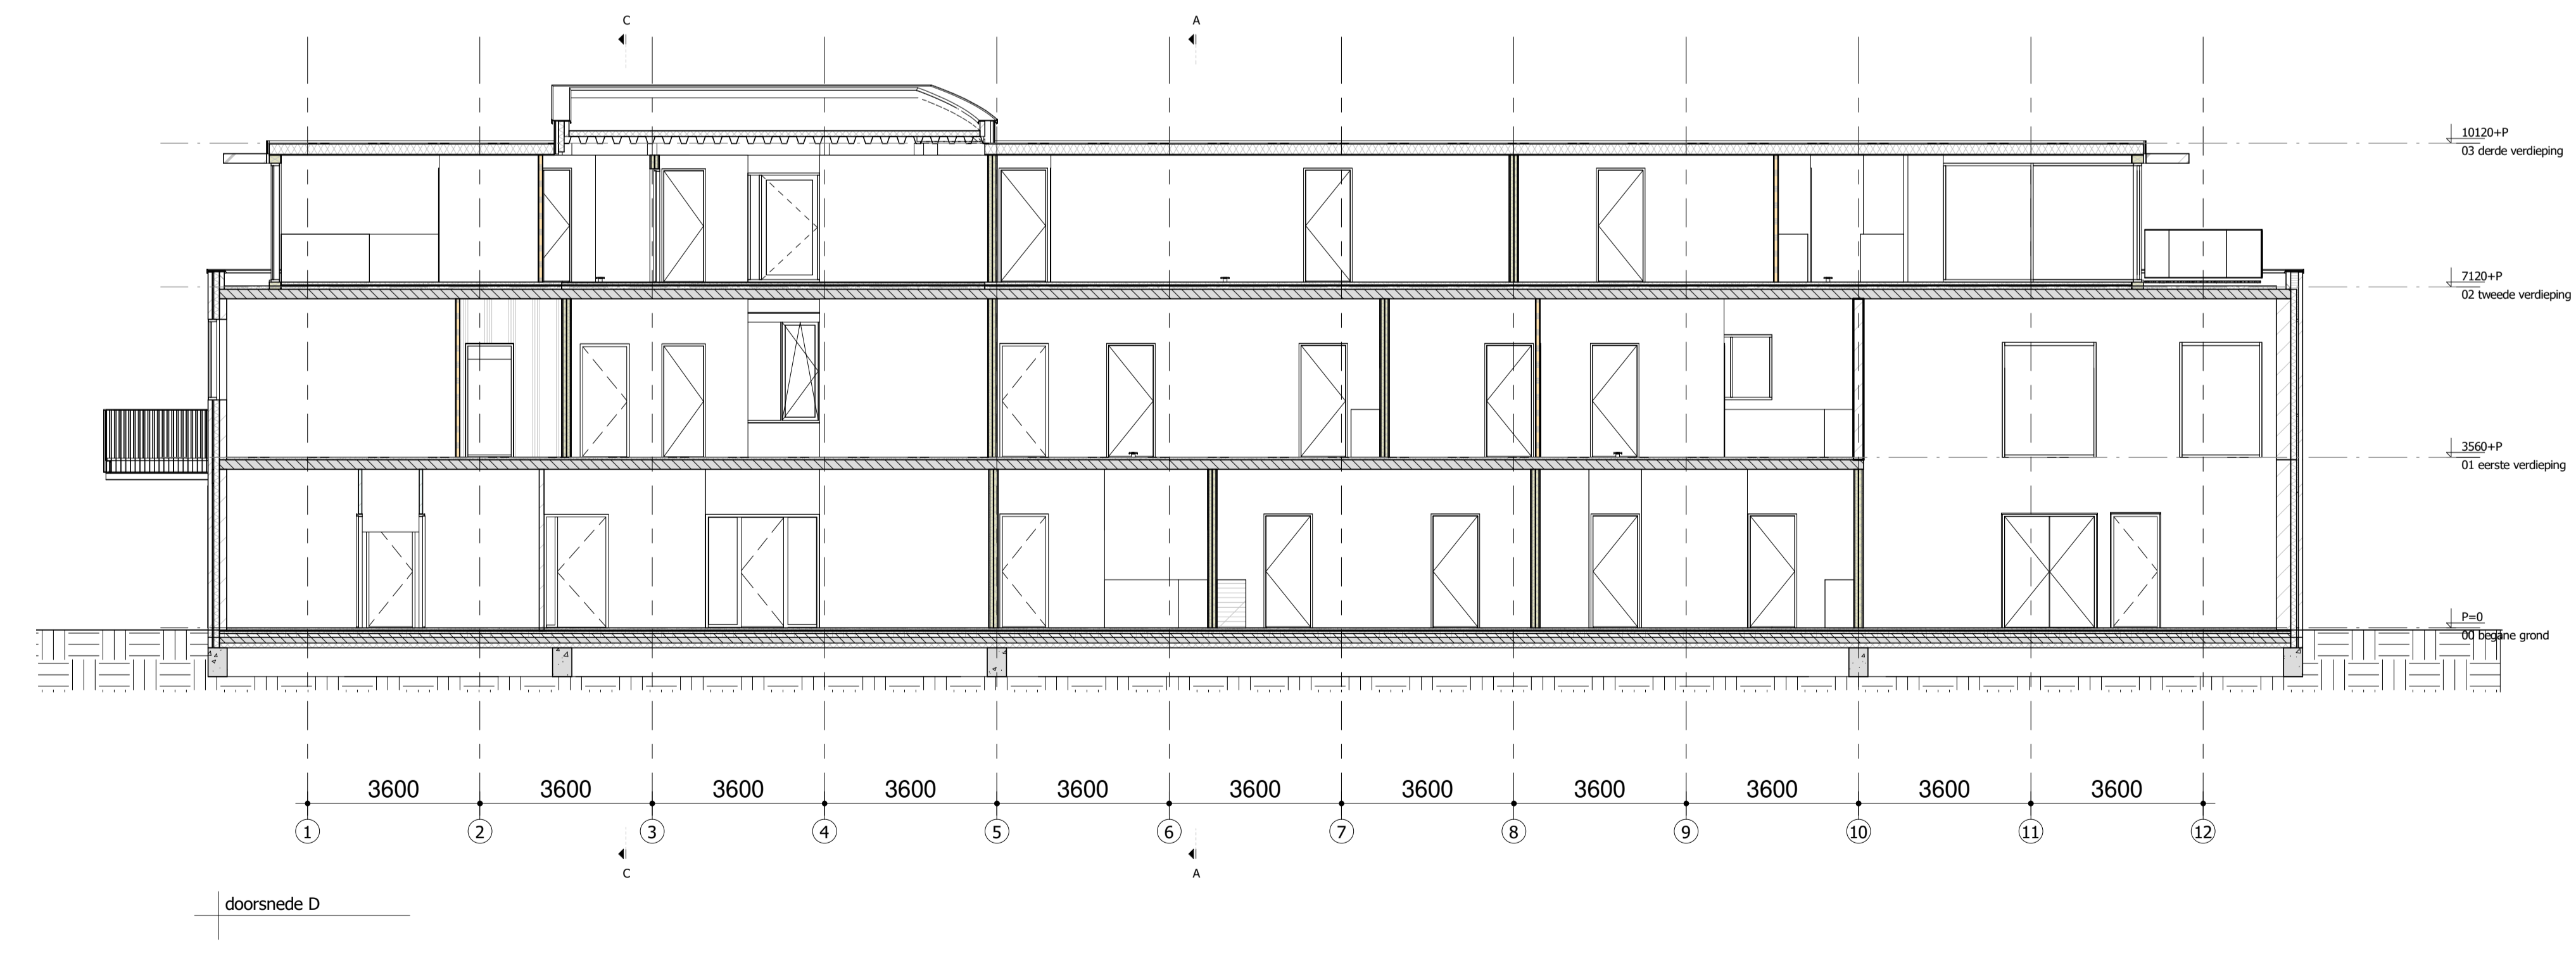 C A
10120+P
03 derde verdieping
7120+P
02 tweede verdieping
3560+P
01 eerste verdieping
P=0
00 begane grond
3600 3600 3600 3600 3600 3600 3600 3600 3600 3600 3600
1 2 3 4 5 6 7 8 9 10 11 12
C A
doorsnede D